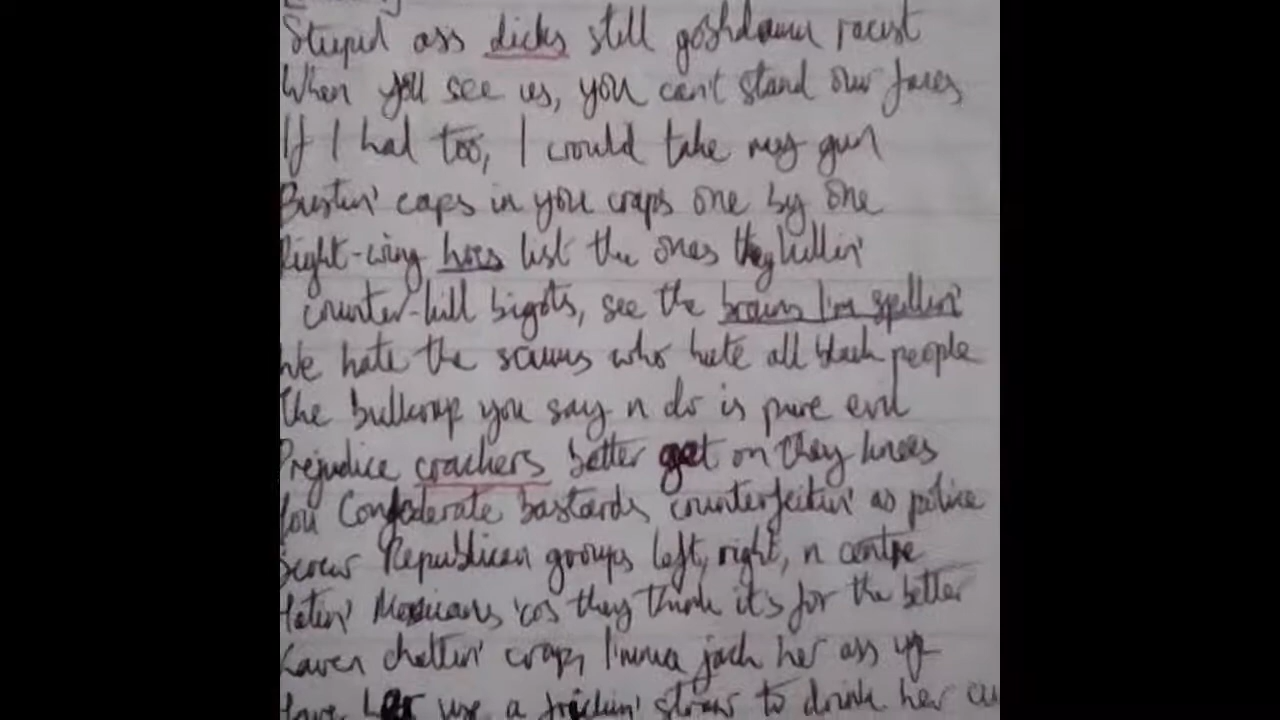 Stupid ass dicks still goshdamn racist
When you see us, you can't stand our faces
If I had too, I could take my gun
Bustin' caps in you craps one by one
Right-wing hoes list the ones they killin'
counter-kill bigots, see the brains I'm spillin'
We hate the scums who hate all black people
The bullcrap you say n do is pure evil
Prejudice crackers better get on they knees
You Confederate bastards counterfeitin' as police
Screw Republican groups left, right, n centre
Hatin' Mexicans 'cos they think it's for the better
Karen chattin' crap, I'mma jack her ass up
Have her use a frickin' straw to drink her